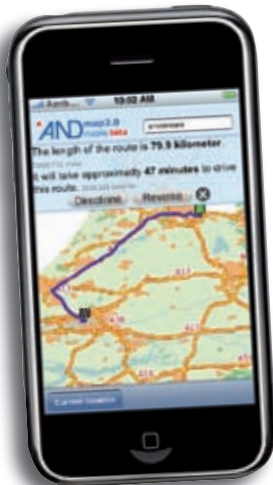 10:02 AM
AND map3.0
mobile beta
The length of the route is 79.9 kilometer.
It will take approximately 47 minutes to drive
this route.
Directions Reverse
Current location